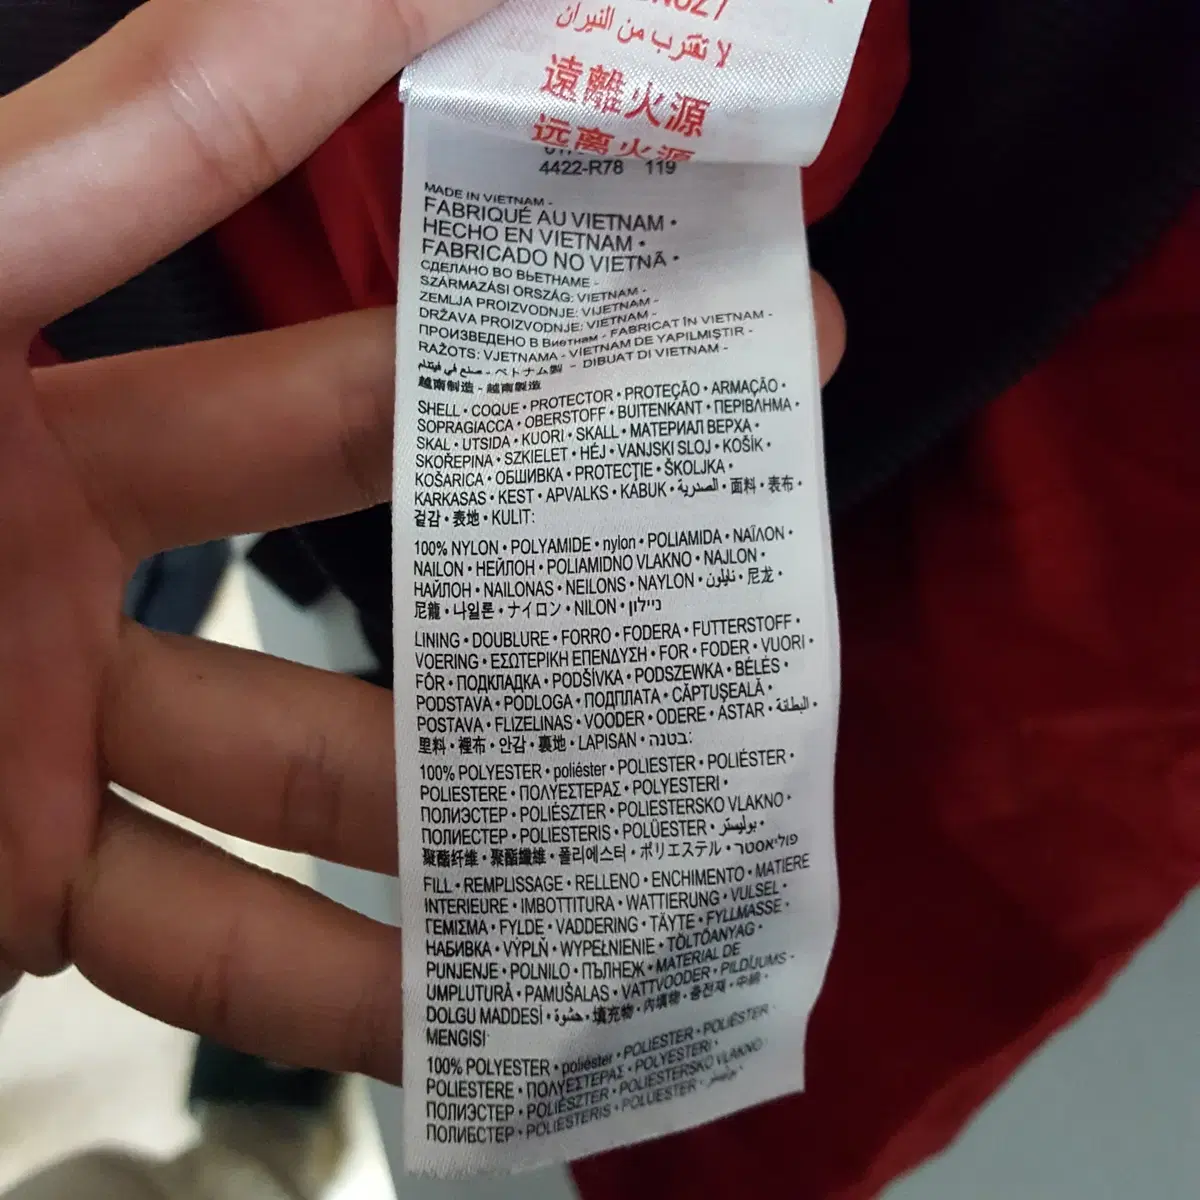 لا تقترب من النيران
遠離火源
远离火源
4422-R78 119
MADE IN VIETNAM -
FABRIQUÉ AU VIETNAM •
HECHO EN VIETNAM •
FABRICADO NO VIETNÃ •
СДЕЛАНО ВО ВЬЕТНАМЕ -
SZÁRMAZÁSI ORSZÁG: VIETNAM -
ZEMLJA PROIZVODNJE: VIJETNAM -
DRŽAVA PROIZVODNJE: VIETNAM -
ПРОИЗВЕДЕНО В Виетнам - FABRICAT ÎN VIETNAM -
RAŽOTS: VJETNAMA - VİETNAM DE YAPILMIŞTIR -
صنع في فيتنام - ベトナム製 - DIBUAT DI VIETNAM -
越南制造 - 越南製造
SHELL • COQUE • PROTECTOR • PROTEÇÃO • ARMAÇÃO •
SOPRAGIACCA • OBERSTOFF • BUITENKANT • ΠΕΡΙΒΛΗΜΑ •
SKAL • UTSIDA • KUORI • SKALL • МАТЕРИАЛ ВЕРХА •
SKOŘEPINA • SZKIELET • HÉJ • VANJSKI SLOJ • KOŠÍK •
KOŠARICA • ОБШИВКА • PROTECȚIE • ŠKOLJKA •
KARKASAS • KEST • APVALKS • KABUK • الصدرية • 面料 • 表布 •
겉감 • 表地 • KULIT:
100% NYLON • POLYAMIDE • nylon • POLIAMIDA • ΝΑΪΛΟΝ •
NAILON • НЕЙЛОН • POLIAMIDNO VLAKNO • NAJLON •
НАЙЛОН • NAILONAS • NEILONS • NAYLON • نايلون • 尼龙 •
尼龍 • 나일론 • ナイロン • NILON • ניילון
LINING • DOUBLURE • FORRO • FODERA • FUTTERSTOFF •
VOERING • ΕΣΩΤΕΡΙΚΗ ΕΠΕΝΔΥΣΗ • FOR • FODER • VUORI •
FÔR • ПОДКЛАДКА • PODŠÍVKA • PODSZEWKA • BÉLÉS •
PODSTAVA • PODLOGA • ПОДПЛАТА • CĂPTUȘEALĂ •
POSTAVA • FLIZELINAS • VOODER • ODERE • ASTAR • البطانة •
里料 • 裡布 • 안감 • 裏地 • LAPISAN • בטנה:
100% POLYESTER • poliéster • POLIESTER • POLIÉSTER •
POLIESTERE • ΠΟΛΥΕΣΤΕΡΑΣ • POLYESTERI •
ПОЛИЭСТЕР • POLIÉSZTER • POLIESTERSKO VLAKNO •
ПОЛИЕСТЕР • POLIESTERIS • POLÜESTER • بوليستر •
聚酯纤维 • 聚酯纖維 • 폴리에스터 • ポリエステル • פוליאסטר
FILL • REMPLISSAGE • RELLENO • ENCHIMENTO • MATIERE
INTERIEURE • IMBOTTITURA • WATTIERUNG • VULSEL •
ΓΕΜΙΣΜΑ • FYLDE • VADDERING • TÄYTE • FYLLMASSE •
НАБИВКА • VÝPLŇ • WYPEŁNIENIE • TÖLTŐANYAG •
PUNJENJE • POLNILO • ПЪЛНЕЖ • MATERIAL DE
UMPLUTURĂ • PAMUŠALAS • VATTVOODER • PILDĪJUMS -
DOLGU MADDESİ • حشوة • 填充物 • 內填物 • 충전재 • 中綿 •
MENGISI
100% POLYESTER • poliéster • POLIESTER • POLIÉSTER •
POLIESTERE • ΠΟΛΥΕΣΤΕΡΑΣ • POLYESTERI •
ПОЛИЭСТЕР • POLIÉSZTER • POLIESTERSKO VLAKNO •
ПОЛИЕСТЕР • POLIESTERIS • POLÜESTER • بوليستر •